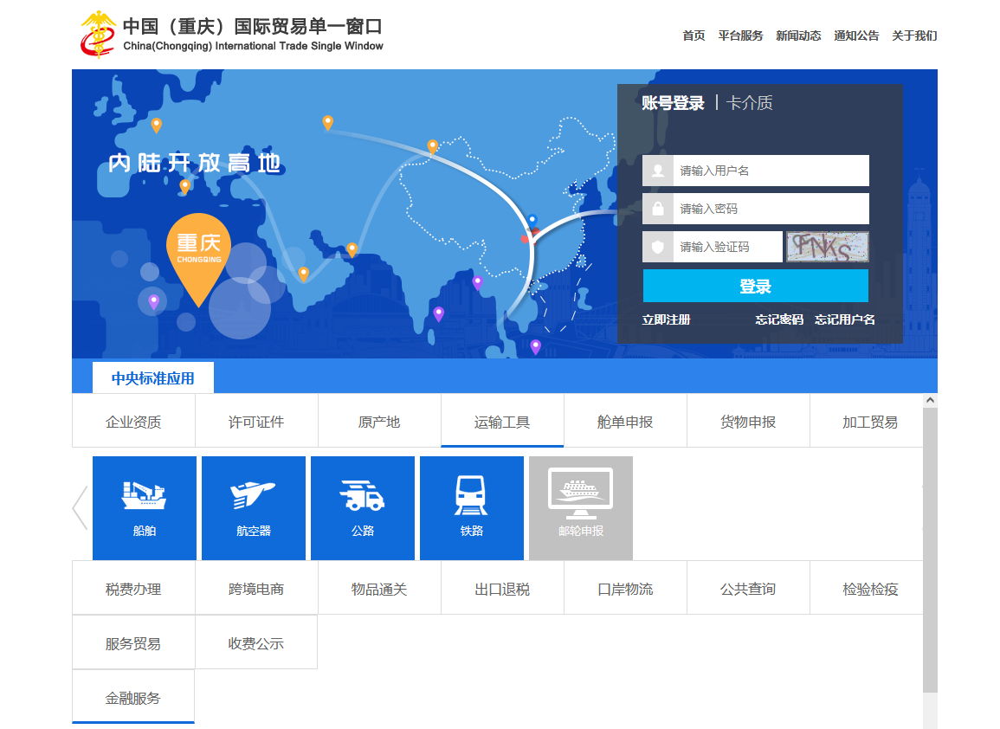 中国（重庆）国际贸易单一窗口
China(Chongqing) International Trade Single Window
首页 平台服务 新闻动态 通知公告 关于我们
账号登录 | 卡介质
内陆开放高地
请输入用户名
请输入密码
重庆
CHONGQING
请输入验证码
登录
立即注册 忘记密码 忘记用户名
中央标准应用
企业资质 许可证件 原产地 运输工具 舱单申报 货物申报 加工贸易
船舶 航空器 公路 铁路 邮轮申报
税费办理 跨境电商 物品通关 出口退税 口岸物流 公共查询 检验检疫
服务贸易 收费公示
金融服务